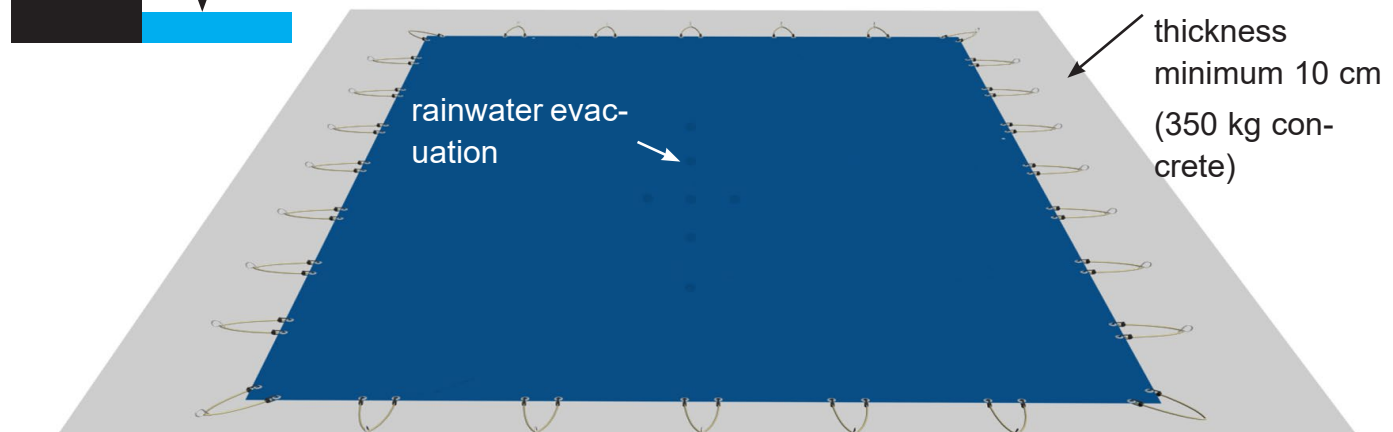 rainwater evac-
uation
thickness
minimum 10 cm
(350 kg con-
crete)